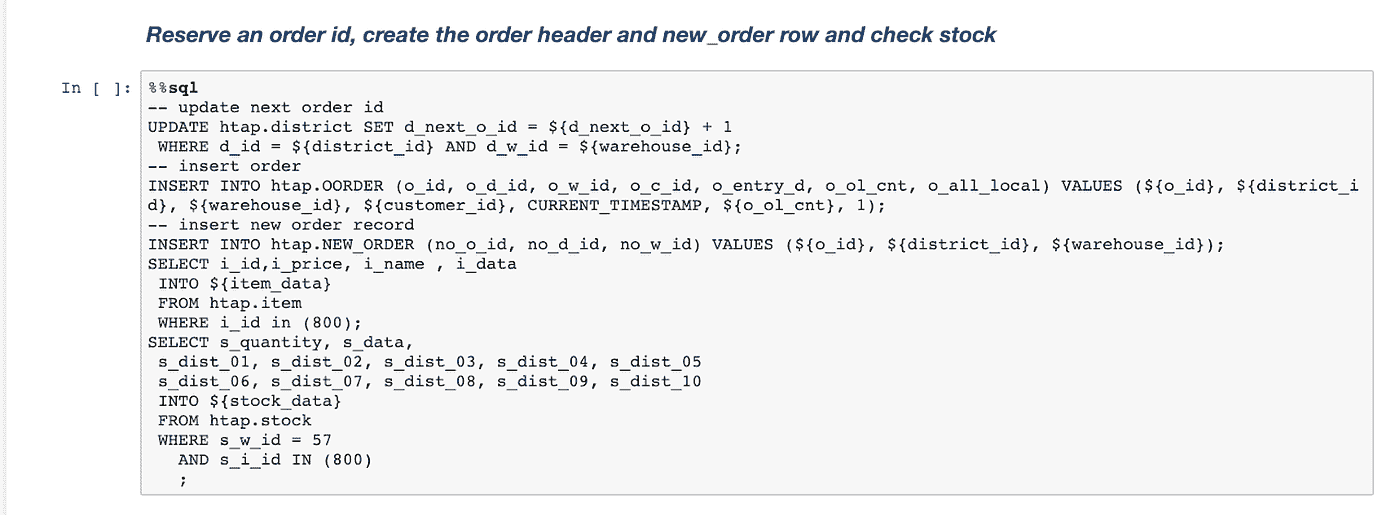 Reserve an order id, create the order header and new_order row and check stock
In [ ]:
%%sql
-- update next order id
UPDATE htap.district SET d_next_o_id = ${d_next_o_id} + 1
 WHERE d_id = ${district_id} AND d_w_id = ${warehouse_id};
-- insert order
INSERT INTO htap.OORDER (o_id, o_d_id, o_w_id, o_c_id, o_entry_d, o_ol_cnt, o_all_local) VALUES (${o_id}, ${district_i
d}, ${warehouse_id}, ${customer_id}, CURRENT_TIMESTAMP, ${o_ol_cnt}, 1);
-- insert new order record
INSERT INTO htap.NEW_ORDER (no_o_id, no_d_id, no_w_id) VALUES (${o_id}, ${district_id}, ${warehouse_id});
SELECT i_id,i_price, i_name , i_data
 INTO ${item_data}
 FROM htap.item
 WHERE i_id in (800);
SELECT s_quantity, s_data,
 s_dist_01, s_dist_02, s_dist_03, s_dist_04, s_dist_05
 s_dist_06, s_dist_07, s_dist_08, s_dist_09, s_dist_10
 INTO ${stock_data}
 FROM htap.stock
 WHERE s_w_id = 57
   AND s_i_id IN (800)
   ;